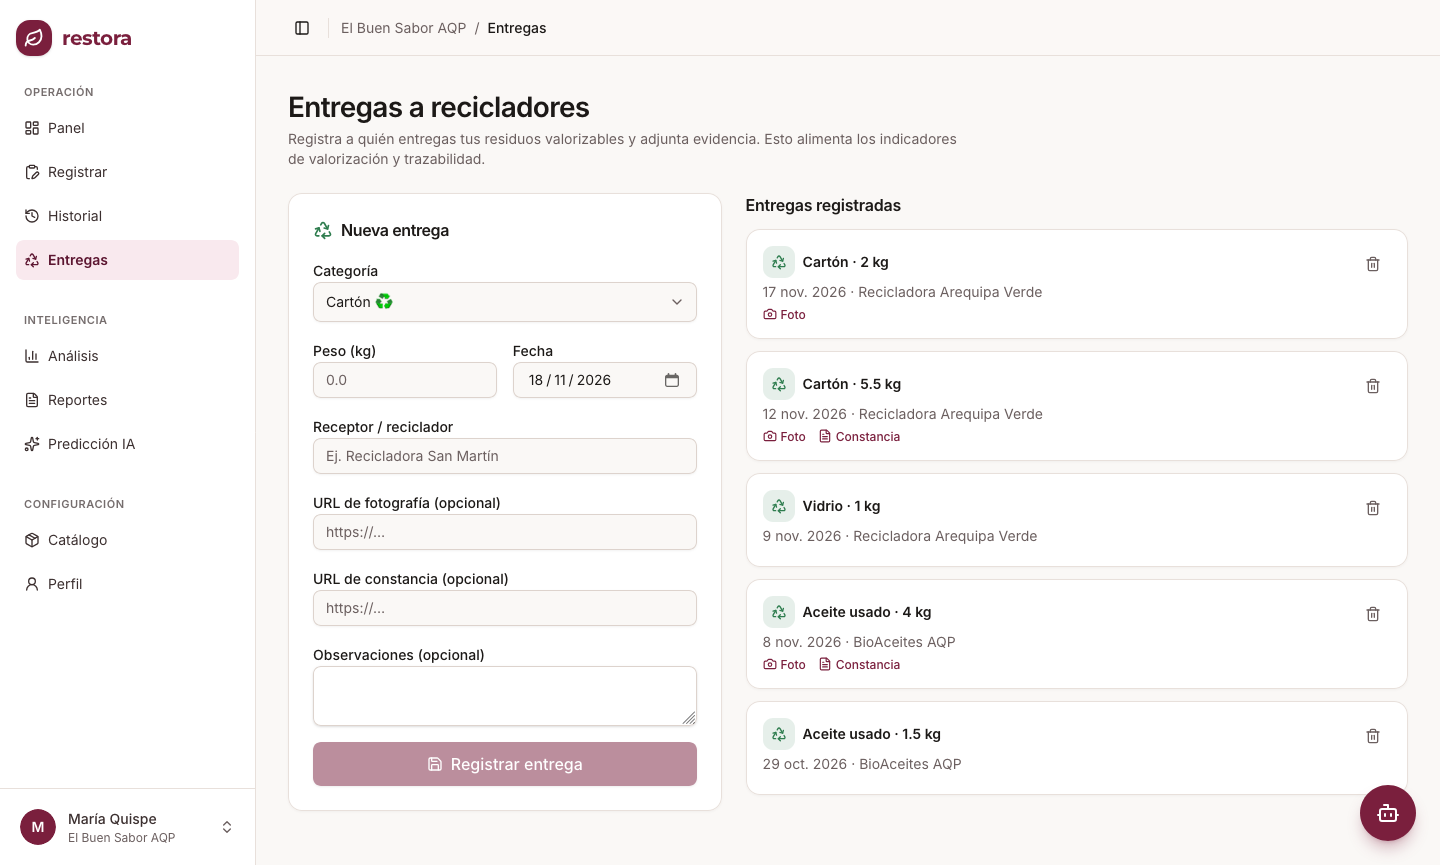 restora
OPERACIÓN
Panel
Registrar
Historial
Entregas
INTELIGENCIA
Análisis
Reportes
Predicción IA
CONFIGURACIÓN
Catálogo
Perfil
M
María Quispe
El Buen Sabor AQP
El Buen Sabor AQP / Entregas
Entregas a recicladores
Registra a quién entregas tus residuos valorizables y adjunta evidencia. Esto alimenta los indicadores
de valorización y trazabilidad.
Nueva entrega
Categoría
Cartón ♻️
Peso (kg)
Fecha
0.0
18 / 11 / 2026
Receptor / reciclador
Ej. Recicladora San Martín
URL de fotografía (opcional)
https://...
URL de constancia (opcional)
https://...
Observaciones (opcional)
Registrar entrega
Entregas registradas
Cartón · 2 kg
17 nov. 2026 · Recicladora Arequipa Verde
Foto
Cartón · 5.5 kg
12 nov. 2026 · Recicladora Arequipa Verde
Foto Constancia
Vidrio · 1 kg
9 nov. 2026 · Recicladora Arequipa Verde
Aceite usado · 4 kg
8 nov. 2026 · BioAceites AQP
Foto Constancia
Aceite usado · 1.5 kg
29 oct. 2026 · BioAceites AQP